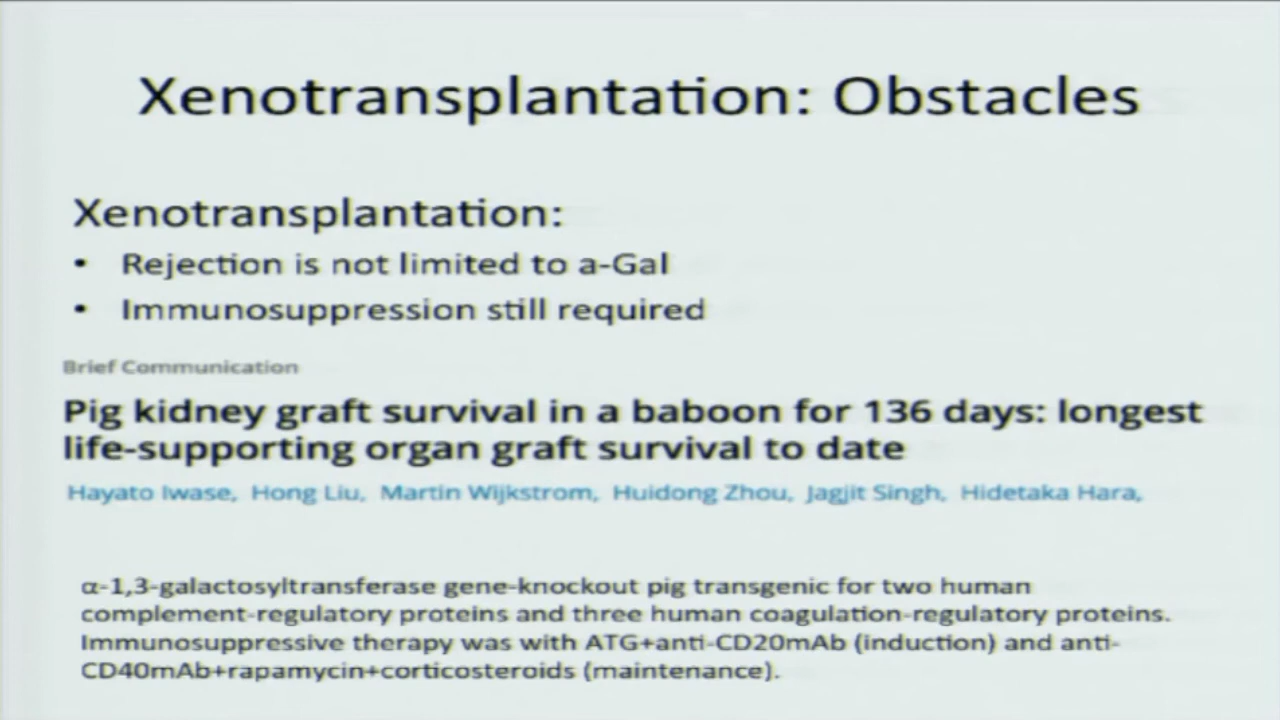 Xenotransplantation: Obstacles
Xenotransplantation:
• Rejection is not limited to a-Gal
• Immunosuppression still required
Brief Communication
Pig kidney graft survival in a baboon for 136 days: longest
life-supporting organ graft survival to date
Hayato Iwase, Hong Liu, Martin Wijkstrom, Huidong Zhou, Jagjit Singh, Hidetaka Hara,
α-1,3-galactosyltransferase gene-knockout pig transgenic for two human
complement-regulatory proteins and three human coagulation-regulatory proteins.
Immunosuppressive therapy was with ATG+anti-CD20mAb (induction) and anti-
CD40mAb+rapamycin+corticosteroids (maintenance).